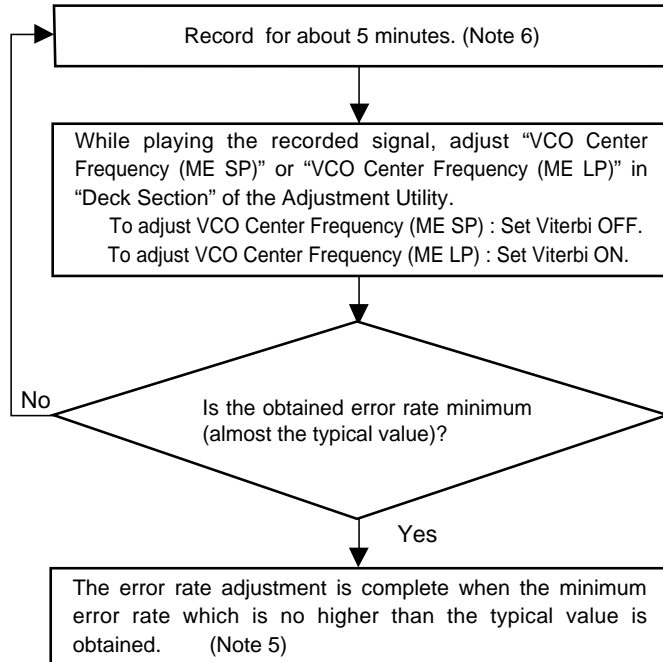 Record for about 5 minutes. (Note 6)
While playing the recorded signal, adjust “VCO Center
Frequency (ME SP)” or “VCO Center Frequency (ME LP)” in
“Deck Section” of the Adjustment Utility.
To adjust VCO Center Frequency (ME SP) : Set Viterbi OFF.
To adjust VCO Center Frequency (ME LP) : Set Viterbi ON.
No
Is the obtained error rate minimum
(almost the typical value)?
Yes
The error rate adjustment is complete when the minimum
error rate which is no higher than the typical value is
obtained. (Note 5)